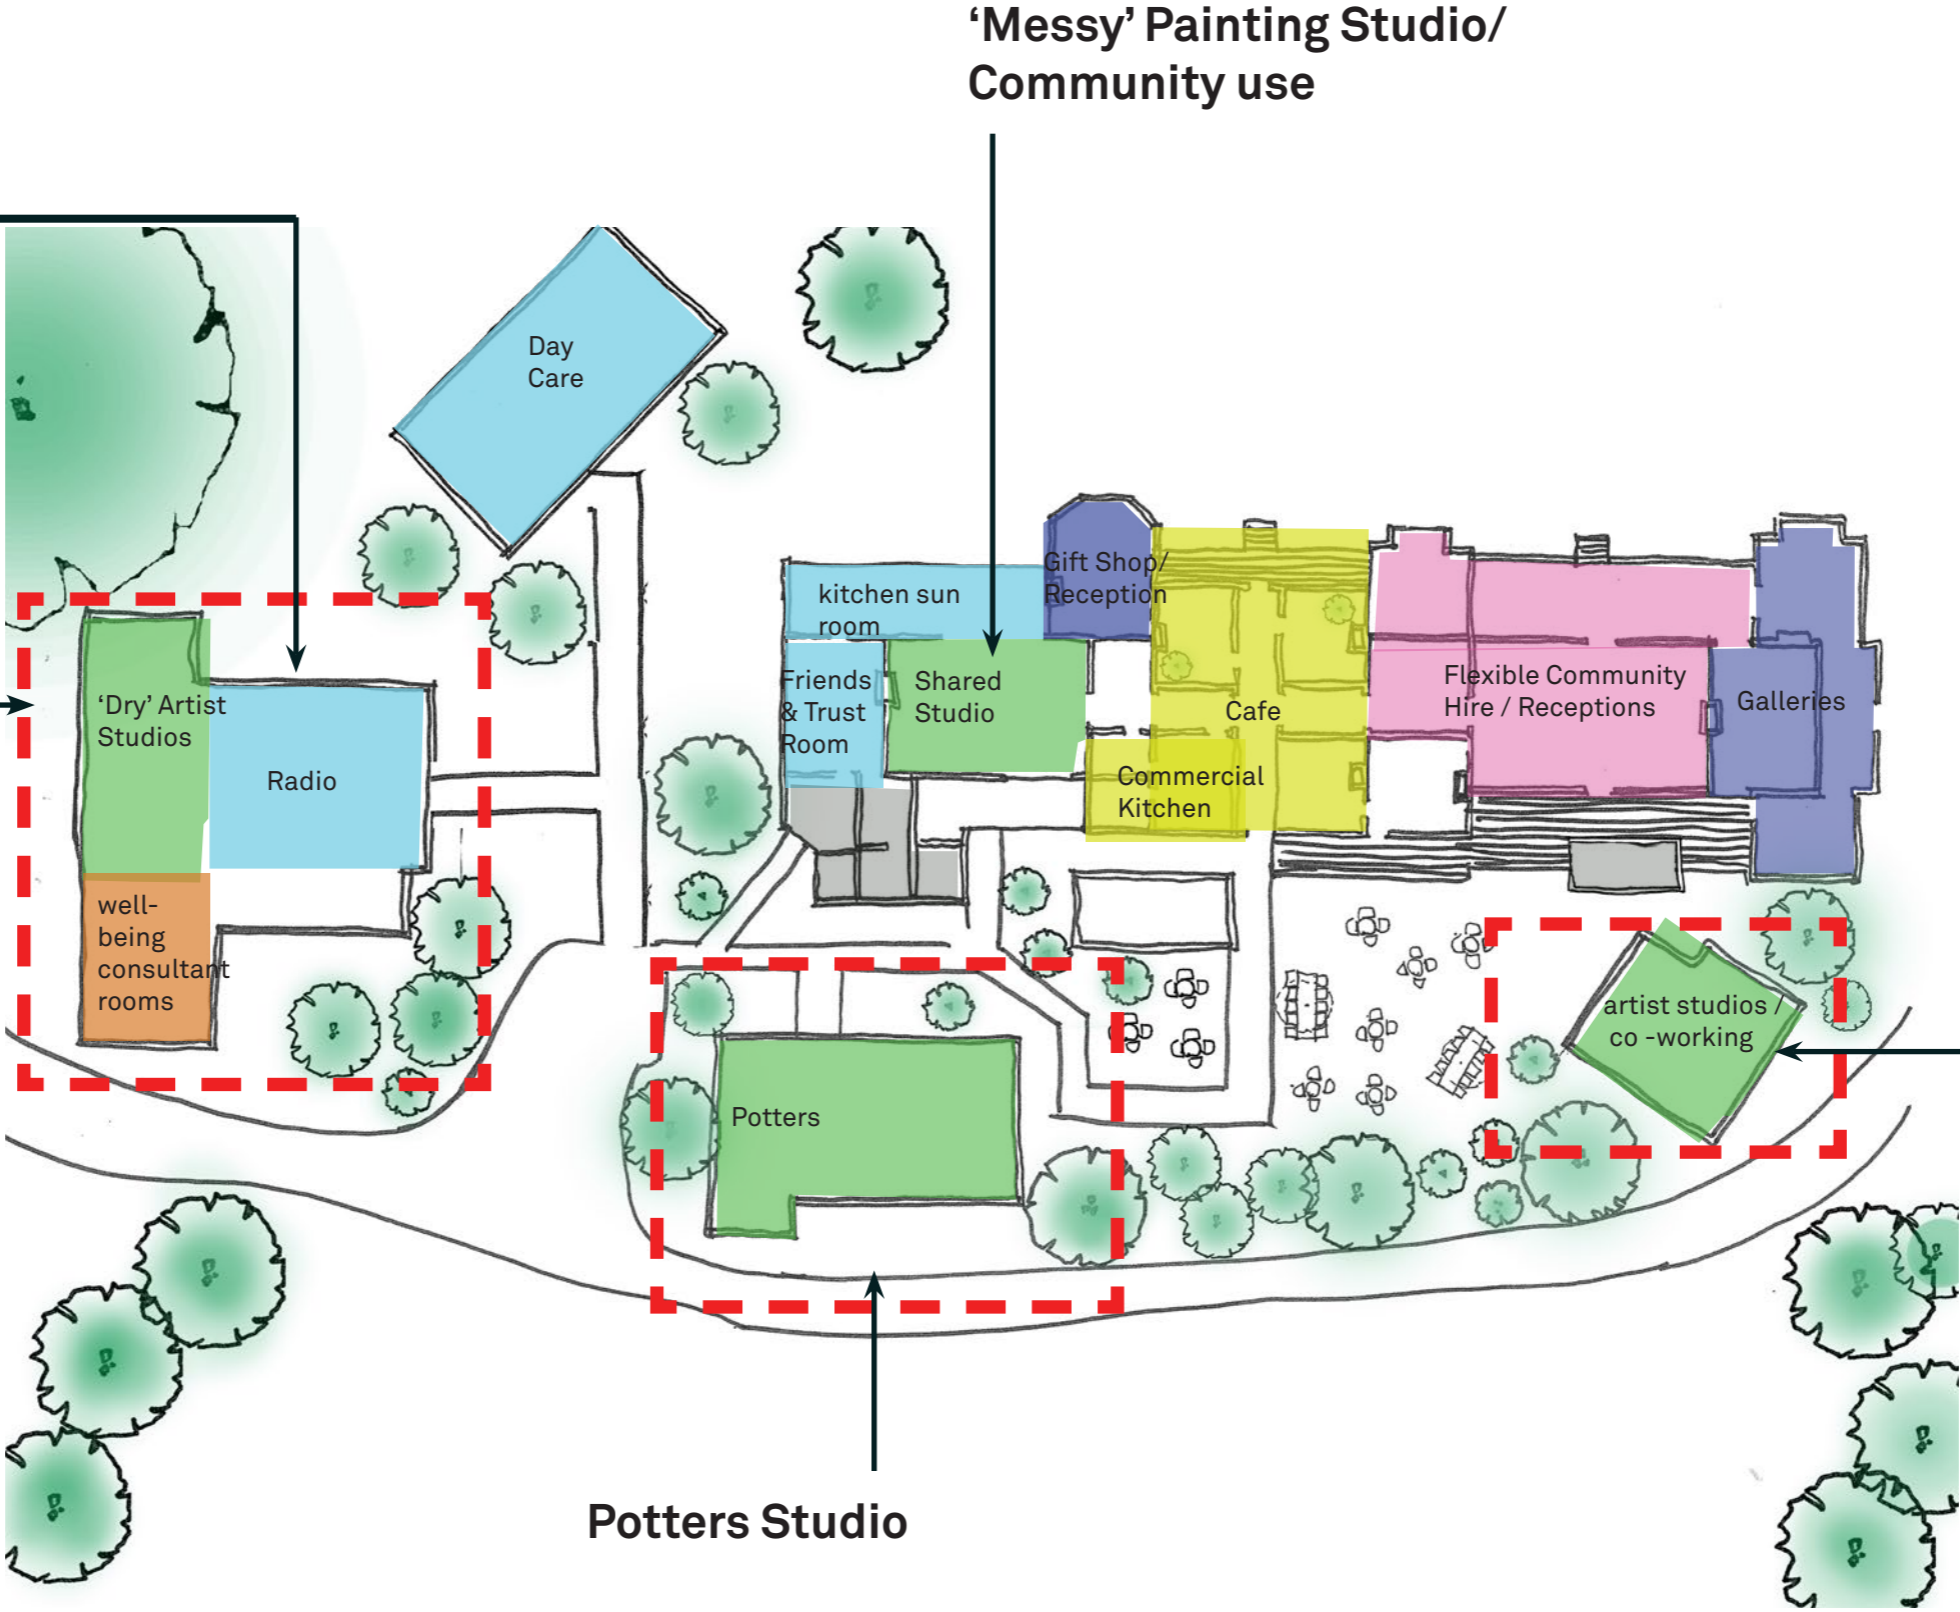 ‘Messy’ Painting Studio/
Community use
Day
Care
Gift Shop/
Reception
kitchen sun
room
Friends
& Trust
Room
Shared
Studio
Cafe
Commercial
Kitchen
Flexible Community
Hire / Receptions
Galleries
‘Dry’ Artist
Studios
Radio
well-
being
consultant
rooms
artist studios /
co -working
Potters
Potters Studio